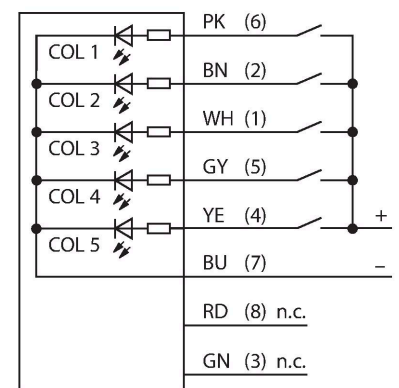 PK (6)
COL 1
BN (2)
COL 2
WH (1)
COL 3
GY (5)
COL 4
YE (4)
+
COL 5
BU (7)
–
RD (8) n.c.
GN (3) n.c.